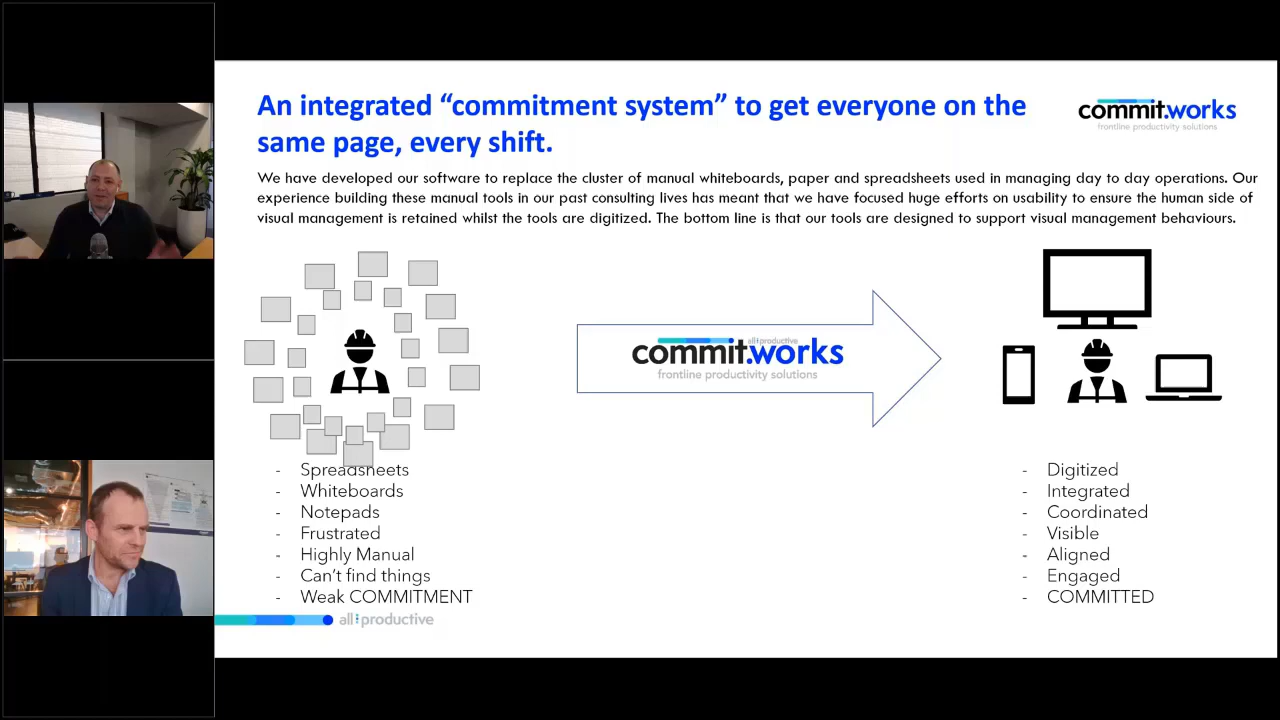 An integrated “commitment system” to get everyone on the
same page, every shift.
commit.works
frontline productivity solutions
We have developed our software to replace the cluster of manual whiteboards, paper and spreadsheets used in managing day to day operations. Our
experience building these manual tools in our past consulting lives has meant that we have focused huge efforts on usability to ensure the human side of
visual management is retained whilst the tools are digitized. The bottom line is that our tools are designed to support visual management behaviours.
all productive
commit.works
frontline productivity solutions
- Spreadsheets
- Whiteboards
- Notepads
- Frustrated
- Highly Manual
- Can’t find things
- Weak COMMITMENT
- Digitized
- Integrated
- Coordinated
- Visible
- Aligned
- Engaged
- COMMITTED
all productive